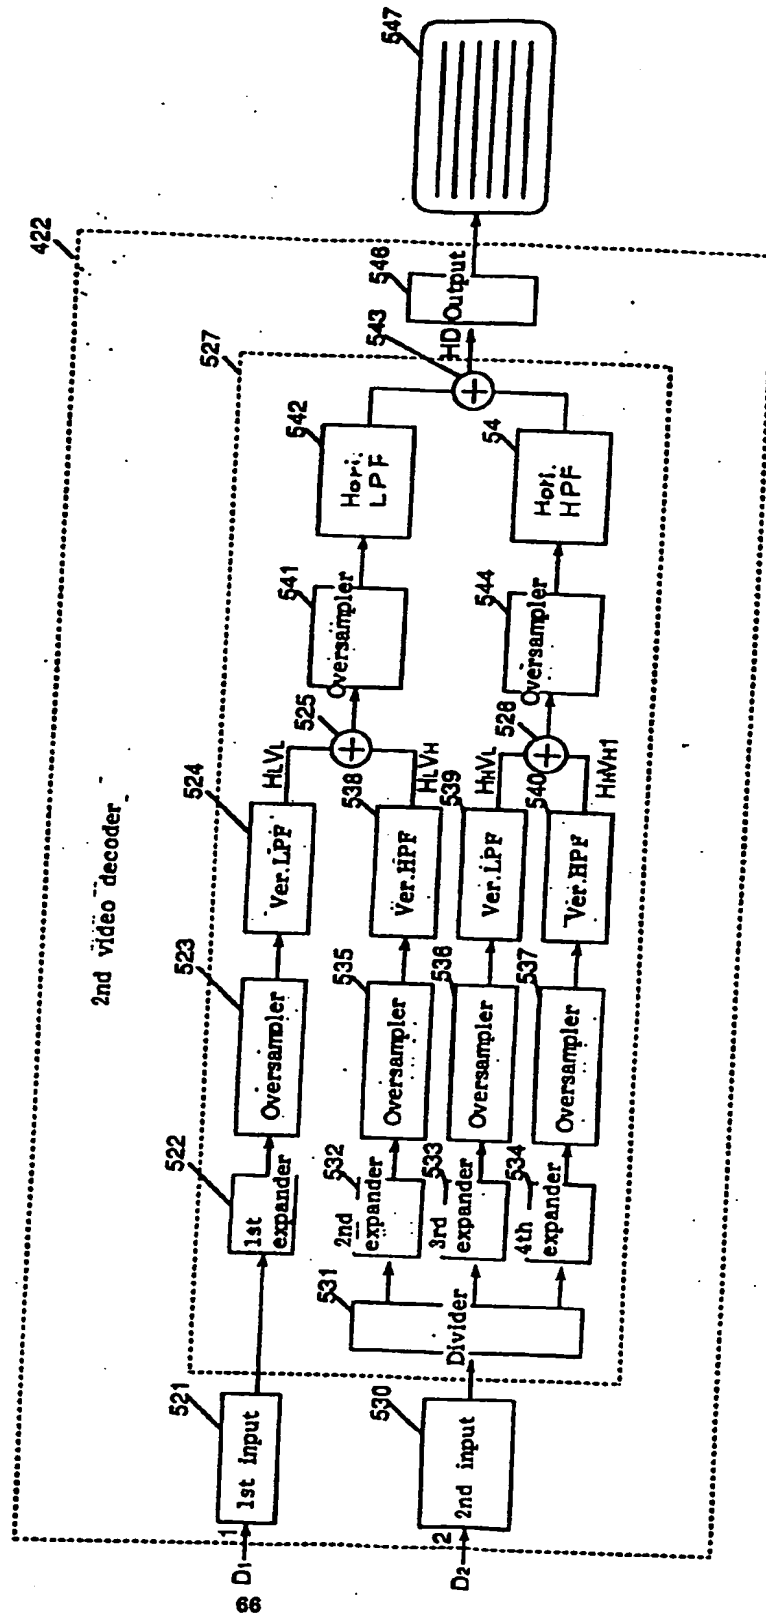 2nd video decoder
422
527
66
D1
1
521
1st input
522
1st
expander
523
Oversampler
524
Ver.LPF
HLVL
525
+
541
Oversampler
542
Hori.
LPF
D2
2
530
2nd input
531
Divider
532
2nd
expander
535
Oversampler
538
Ver.HPF
HLVH
533
3rd
expander
536
Oversampler
539
Ver.LPF
HHVL
528
+
534
4th
expander
537
Oversampler
540
Ver.HPF
HHVH1
544
Oversampler
54
Hori.
HPF
543
+
HD Output
546
547